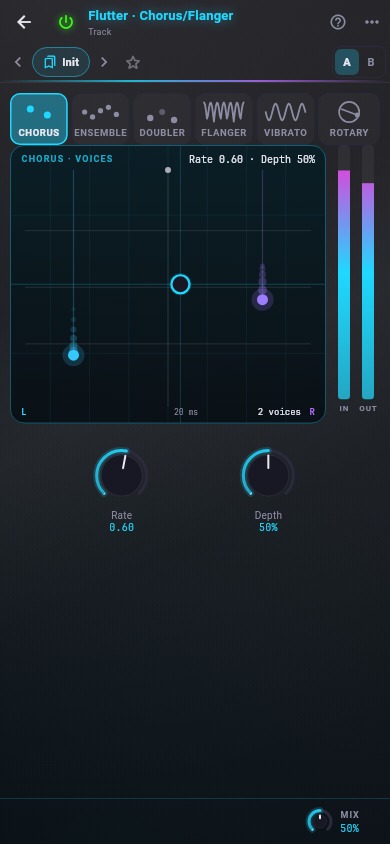 Flutter · Chorus/Flanger
Track
Init
A
B
CHORUS
ENSEMBLE
DOUBLER
FLANGER
VIBRATO
ROTARY
CHORUS · VOICES
Rate 0.60 · Depth 50%
L
20 ms
2 voices
R
IN
OUT
Rate
0.60
Depth
50%
MIX
50%